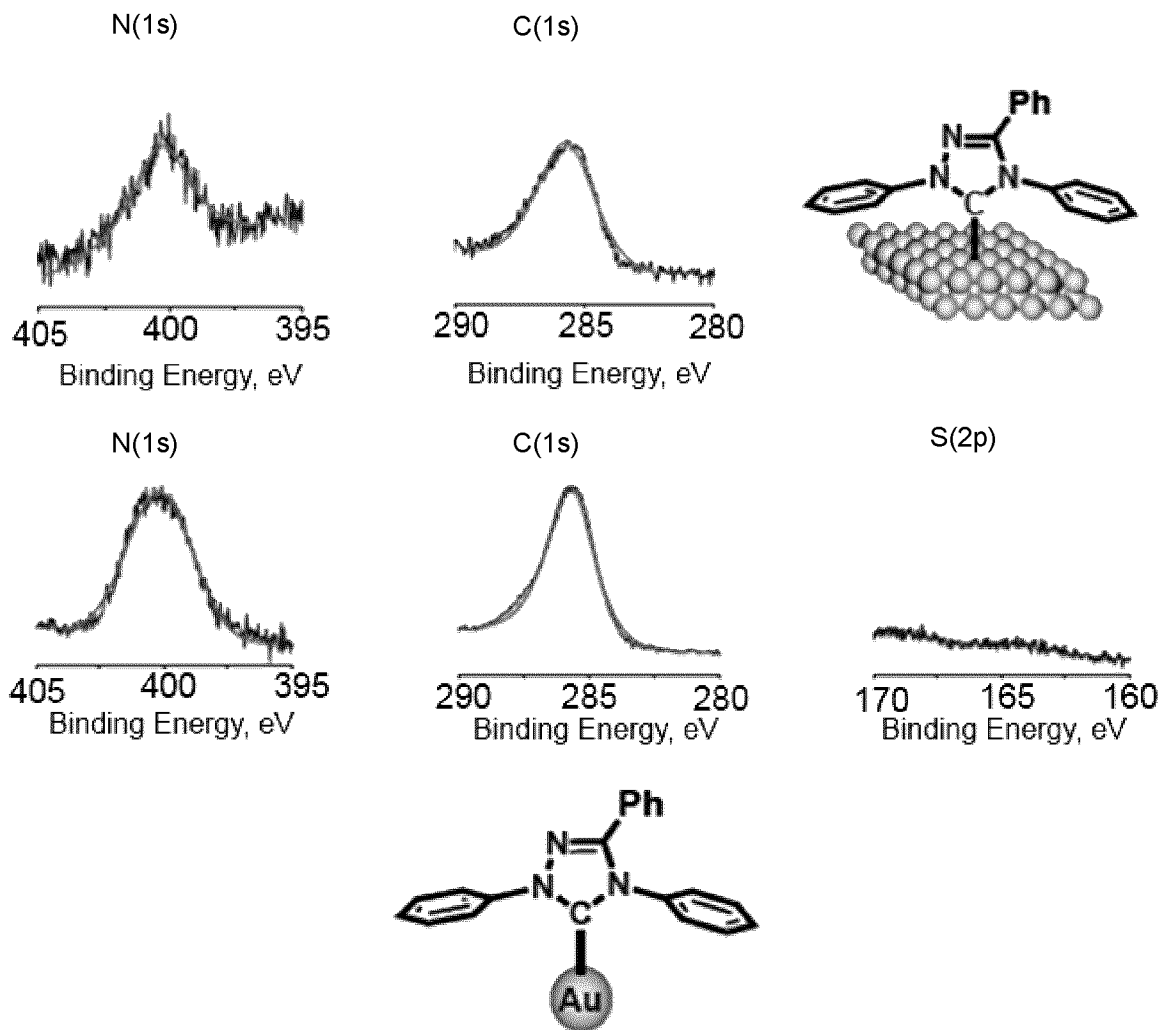 N(1s) C(1s)
Ph
N
N N
C
405 400 395 290 285 280
Binding Energy, eV Binding Energy, eV
N(1s) C(1s) S(2p)
405 400 395 290 285 280 170 165 160
Binding Energy, eV Binding Energy, eV Binding Energy, eV
Ph
N
N N
C
Au